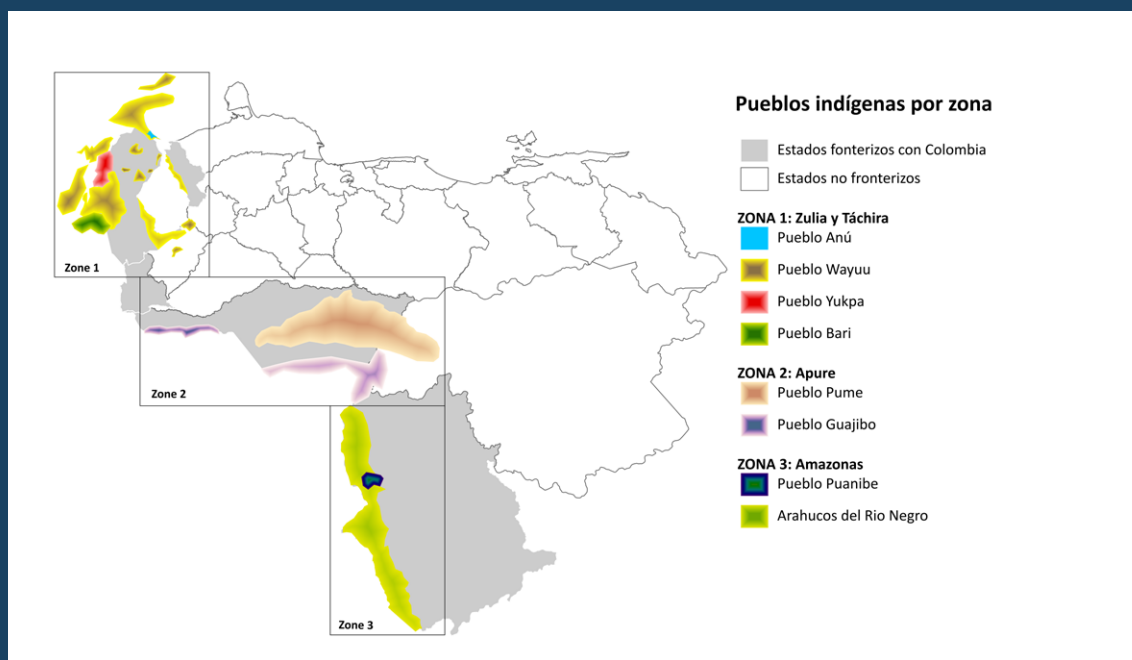 Pueblos indígenas por zona
Estados fonterizos con Colombia
Estados no fronterizos
ZONA 1: Zulia y Táchira
Pueblo Anú
Pueblo Wayuu
Pueblo Yukpa
Pueblo Bari
ZONA 2: Apure
Pueblo Pume
Pueblo Guajibo
ZONA 3: Amazonas
Pueblo Puanibe
Arahucos del Rio Negro
Zone 1
Zone 2
Zone 3